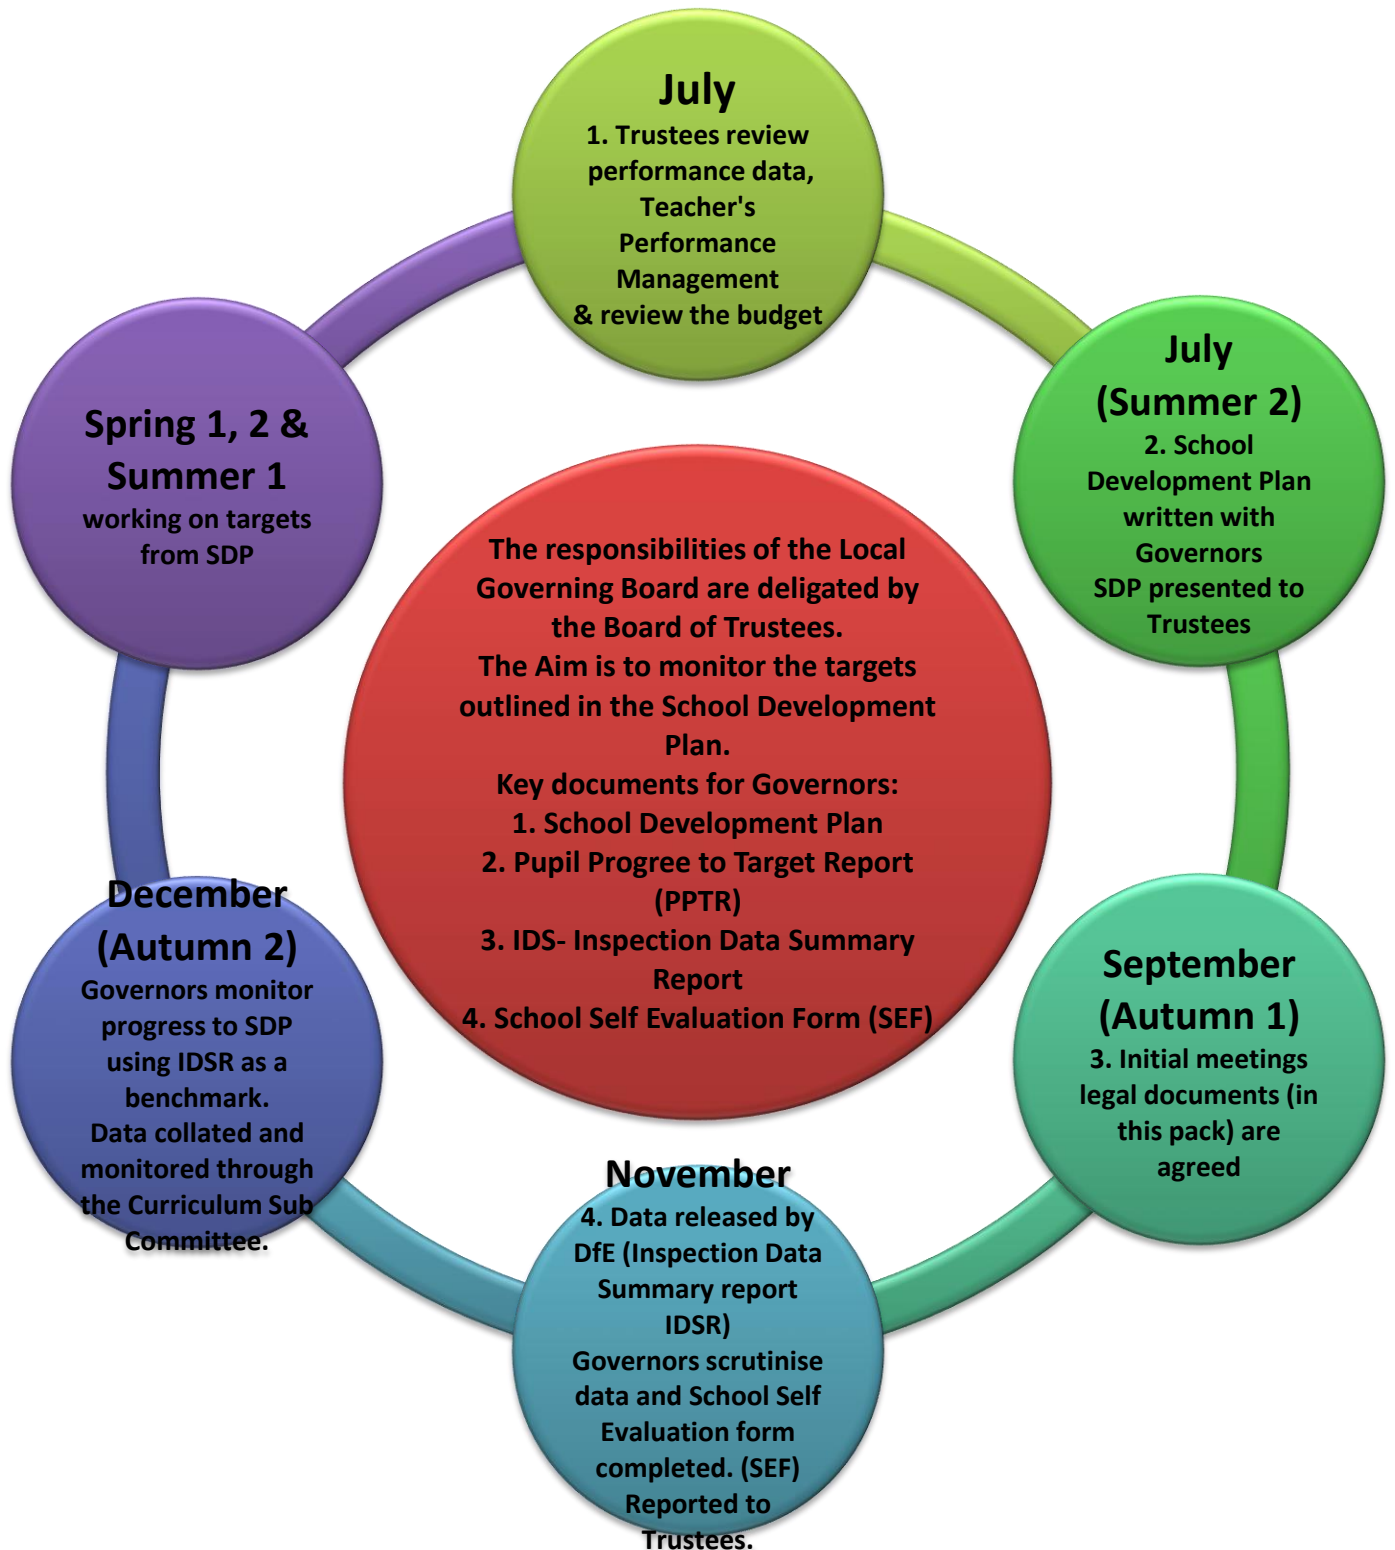 July
1. Trustees review
performance data,
Teacher's
Performance
Management
& review the budget
July
(Summer 2)
2. School
Development Plan
written with
Governors
SDP presented to
Trustees
September
(Autumn 1)
3. Initial meetings
legal documents (in
this pack) are
agreed
November
4. Data released by
DfE (Inspection Data
Summary report
IDSR)
Governors scrutinise
data and School Self
Evaluation form
completed. (SEF)
Reported to
Trustees.
December
(Autumn 2)
Governors monitor
progress to SDP
using IDSR as a
benchmark.
Data collated and
monitored through
the Curriculum Sub
Committee.
Spring 1, 2 &
Summer 1
working on targets
from SDP
The responsibilities of the Local
Governing Board are deligated by
the Board of Trustees.
The Aim is to monitor the targets
outlined in the School Development
Plan.
Key documents for Governors:
1. School Development Plan
2. Pupil Progree to Target Report
(PPTR)
3. IDS- Inspection Data Summary
Report
4. School Self Evaluation Form (SEF)